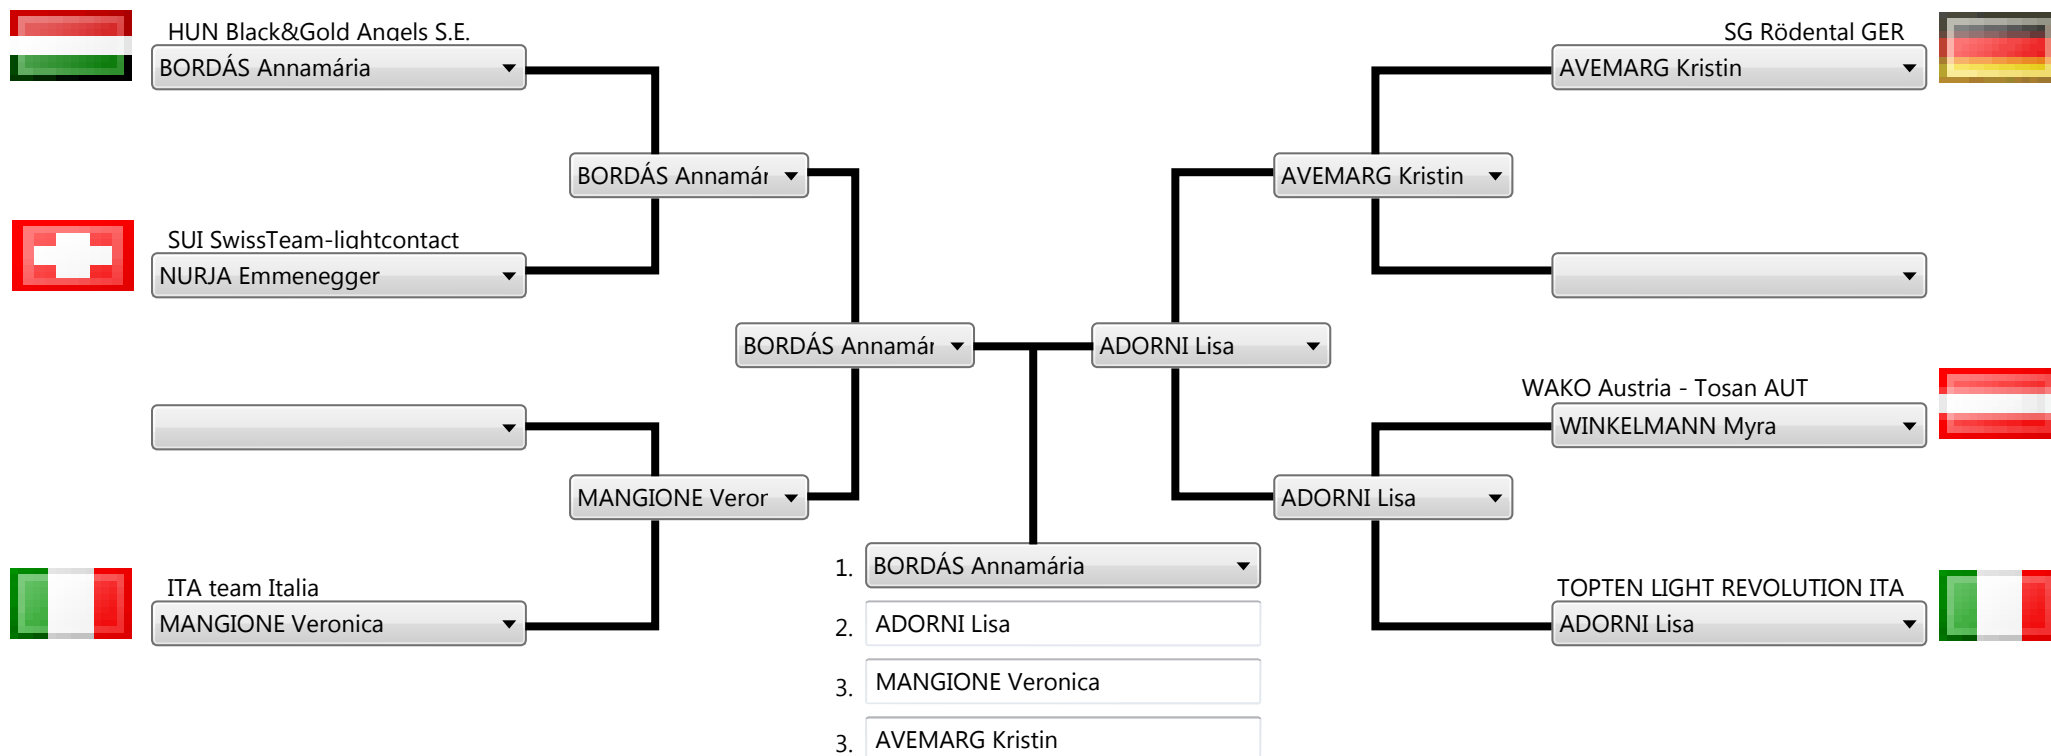 HUN Black&Gold Angels S.E.
SG Rödental GER
BORDÁS Annamária
AVEMARG Kristin
BORDÁS Annamár
AVEMARG Kristin
SUI SwissTeam-lightcontact
NURJA Emmenegger
BORDÁS Annamár
ADORNI Lisa
WAKO Austria - Tosan AUT
WINKELMANN Myra
MANGIONE Veror
ADORNI Lisa
1. BORDÁS Annamária
ITA team Italia
TOPTEN LIGHT REVOLUTION ITA
MANGIONE Veronica
ADORNI Lisa
2. ADORNI Lisa
3. MANGIONE Veronica
3. AVEMARG Kristin